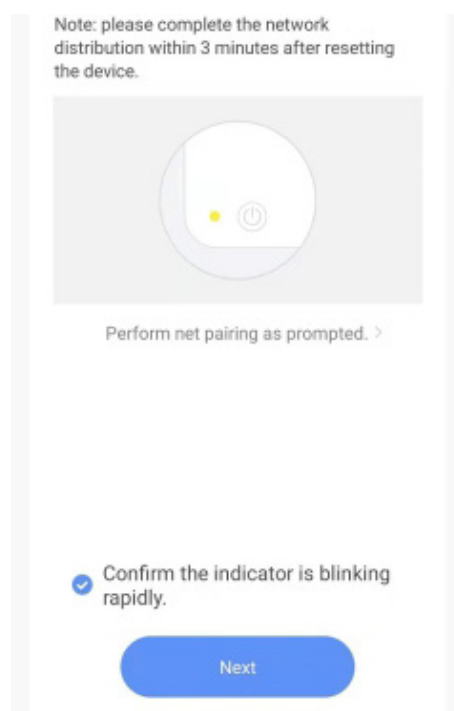 Note: please complete the network
distribution within 3 minutes after resetting
the device.
Perform net pairing as prompted. >
Confirm the indicator is blinking
rapidly.
Next